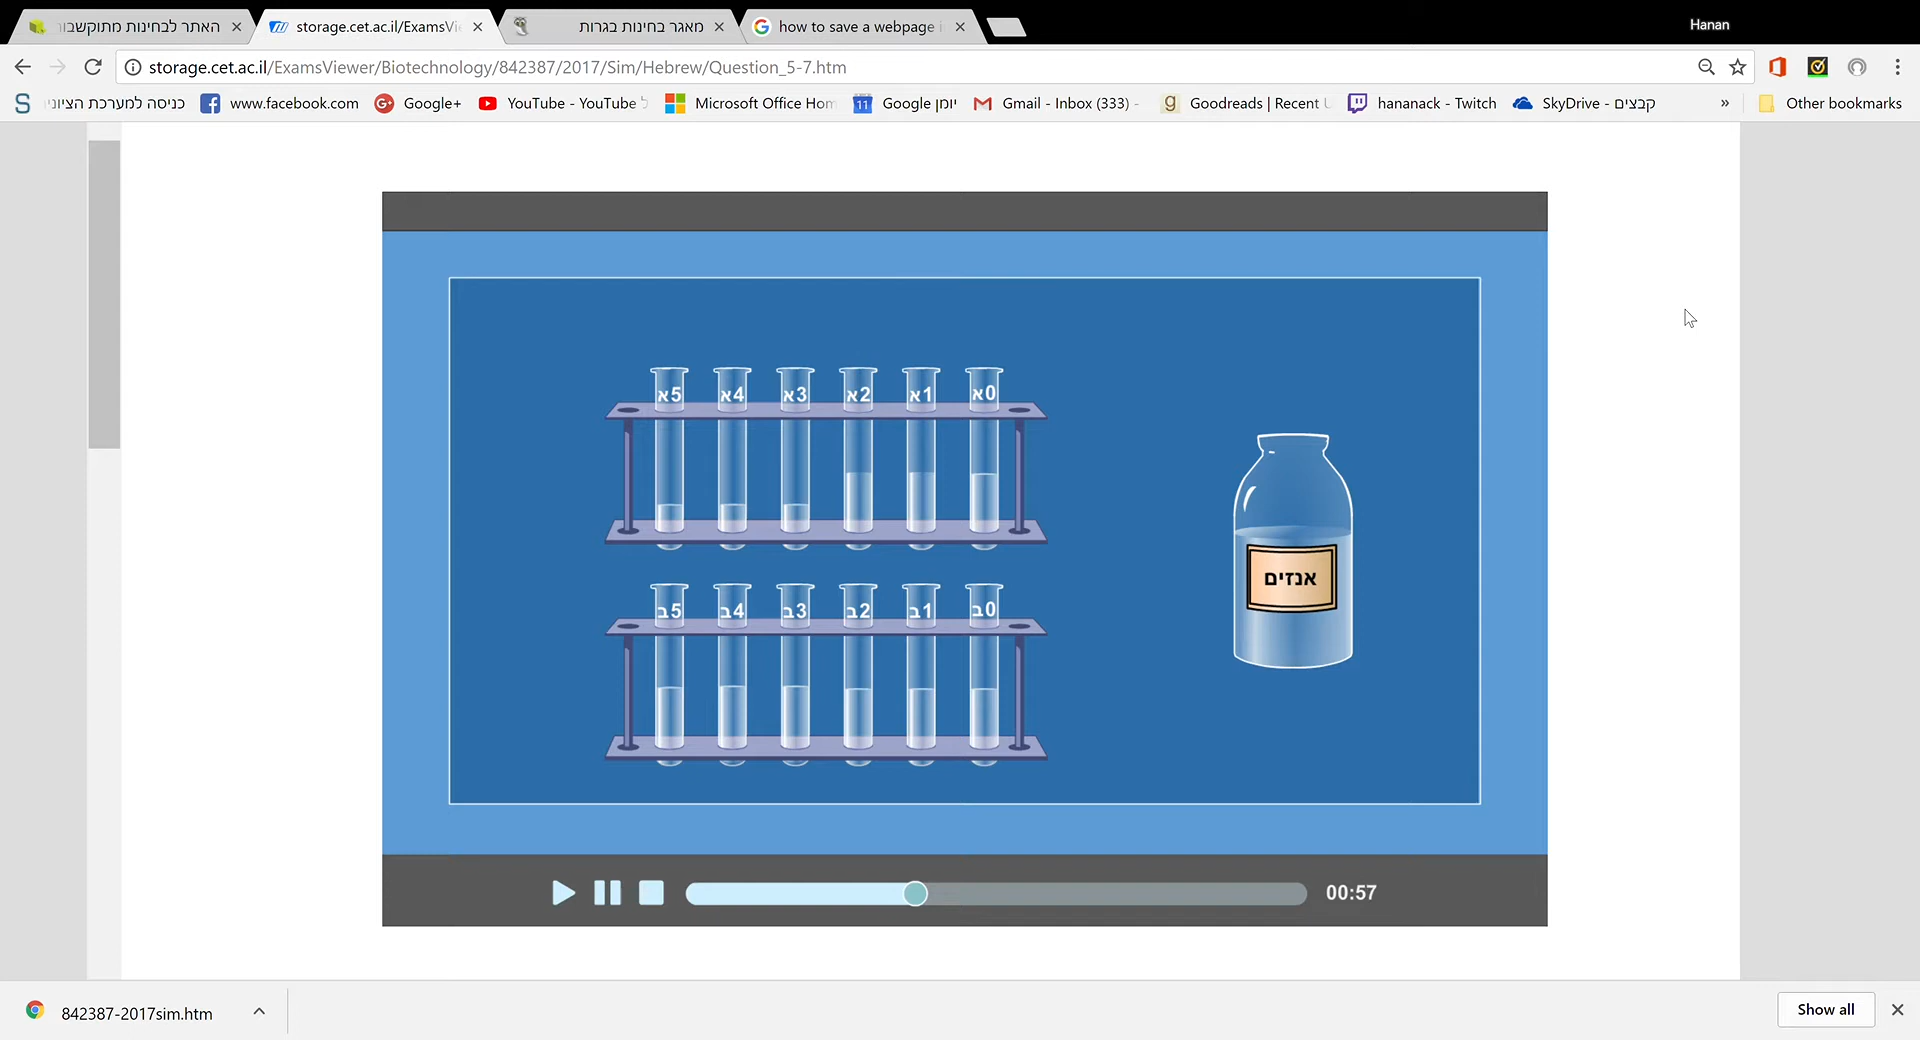 Hanan
האתר לבחינות מתוקשבור
storage.cet.ac.il/ExamsVi
מאגר בחינות בגרות
how to save a webpage i
storage.cet.ac.il/ExamsViewer/Biotechnology/842387/2017/Sim/Hebrew/Question_5-7.htm
כניסה למערכת הציוני
www.facebook.com
Google+
YouTube - YouTube
Microsoft Office Hom
11
יומן Google
Gmail - Inbox (333) -
Goodreads | Recent U
hananack - Twitch
SkyDrive - קבצים
»
Other bookmarks
א5 א4 א3 א2 א1 א0
ב5 ב4 ב3 ב2 ב1 ב0
אנזים
00:57
842387-2017sim.htm
Show all